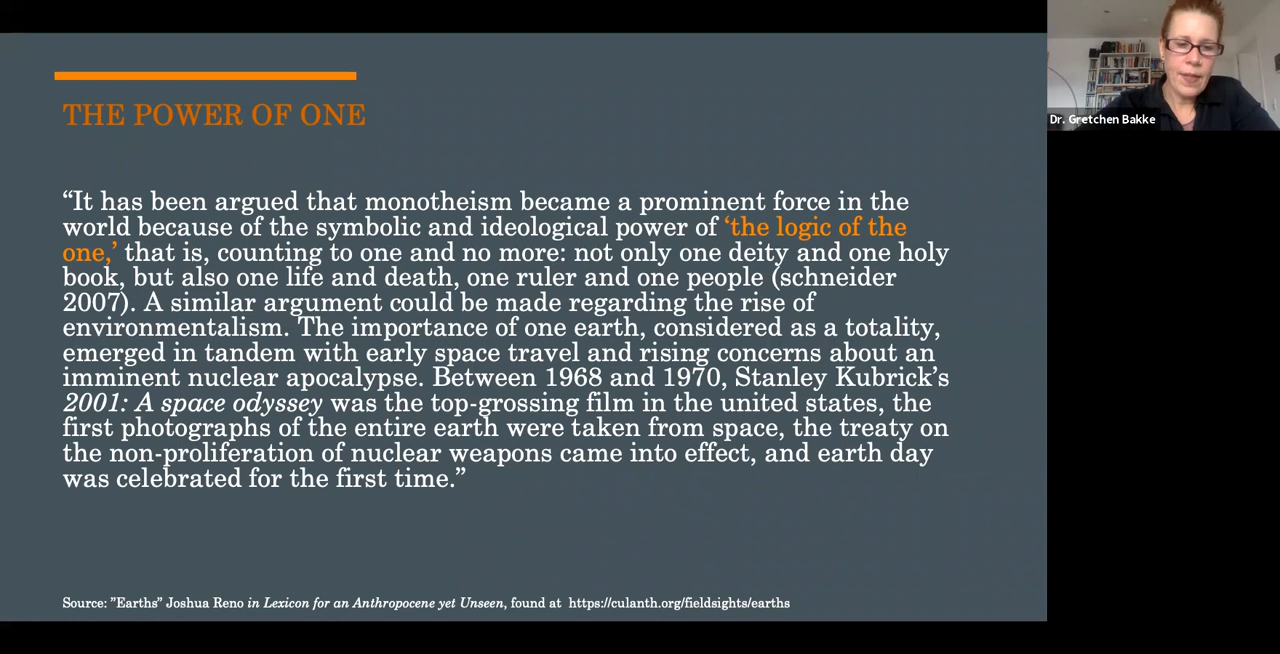 THE POWER OF ONE
“It has been argued that monotheism became a prominent force in the
world because of the symbolic and ideological power of ‘the logic of the
one,’ that is, counting to one and no more: not only one deity and one holy
book, but also one life and death, one ruler and one people (schneider
2007). A similar argument could be made regarding the rise of
environmentalism. The importance of one earth, considered as a totality,
emerged in tandem with early space travel and rising concerns about an
imminent nuclear apocalypse. Between 1968 and 1970, Stanley Kubrick’s
2001: A space odyssey was the top-grossing film in the united states, the
first photographs of the entire earth were taken from space, the treaty on
the non-proliferation of nuclear weapons came into effect, and earth day
was celebrated for the first time.”
Source: ”Earths” Joshua Reno in Lexicon for an Anthropocene yet Unseen, found at https://culanth.org/fieldsights/earths
Dr. Gretchen Bakke